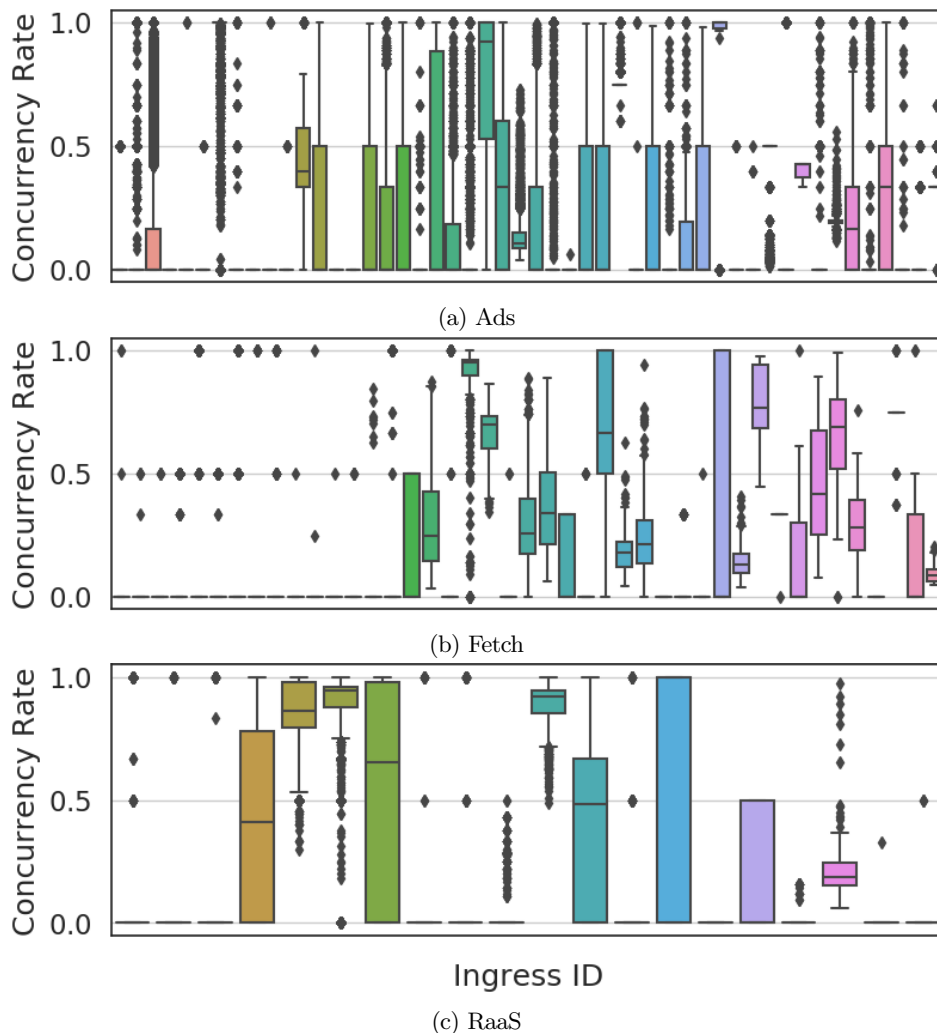 Concurrency Rate
1.0
0.5
0.0
(a) Ads
Concurrency Rate
1.0
0.5
0.0
(b) Fetch
Concurrency Rate
1.0
0.5
0.0
Ingress ID
(c) RaaS